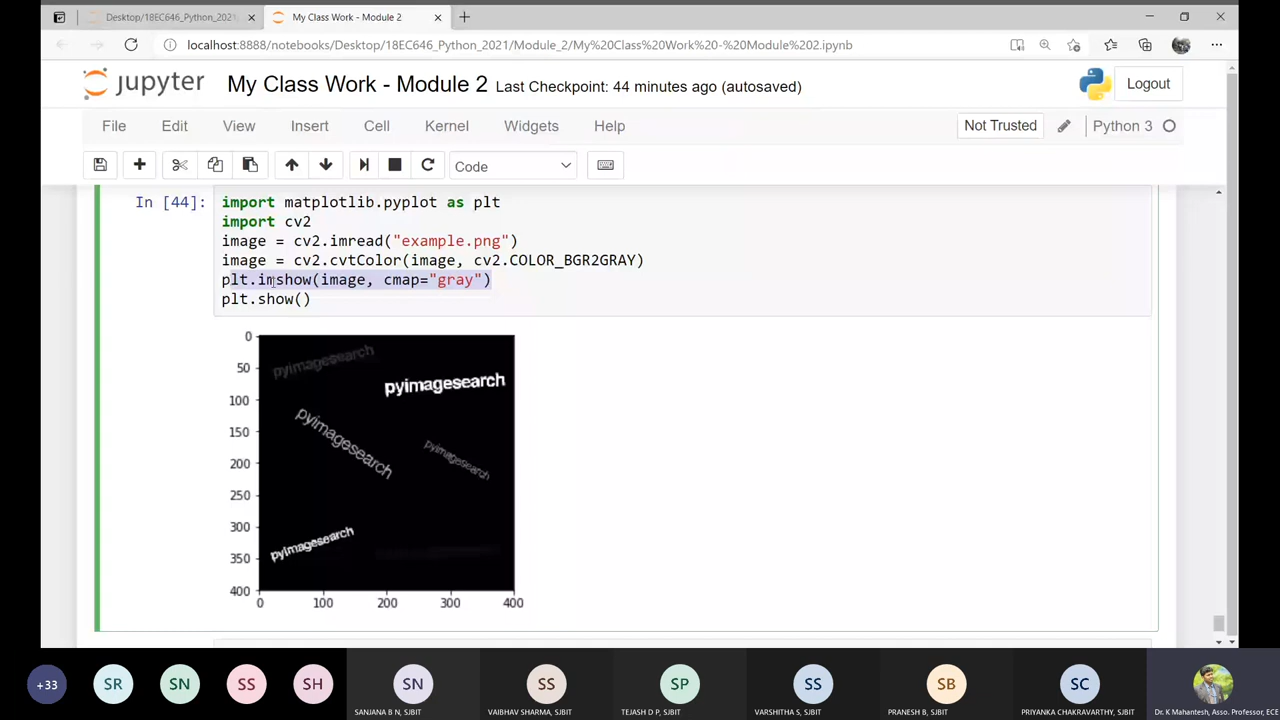 Desktop/18EC646_Python_2021/
My Class Work - Module 2
localhost:8888/notebooks/Desktop/18EC646_Python_2021/Module_2/My%20Class%20Work%20-%20Module%202.ipynb
jupyter
My Class Work - Module 2 Last Checkpoint: 44 minutes ago (autosaved)
Logout
File Edit View Insert Cell Kernel Widgets Help
Not Trusted
Python 3
Code
In [44]:
import matplotlib.pyplot as plt
import cv2
image = cv2.imread("example.png")
image = cv2.cvtColor(image, cv2.COLOR_BGR2GRAY)
plt.imshow(image, cmap="gray")
plt.show()
0
50
100
150
200
250
300
350
400
pyimagesearch
pyimagesearch
pyimagesearch
pyimagesearch
pyimagesearch
0 100 200 300 400
+33 SR SN SS SH SN SS SP SS SB SC
SANJANA B N, SJBIT
VAIBHAV SHARMA, SJBIT
TEJASH D P, SJBIT
VARSHITHA S, SJBIT
PRANESH B, SJBIT
PRIYANKA CHAKRAVARTHY, SJBIT
Dr. K Mahantesh, Asso. Professor, ECE